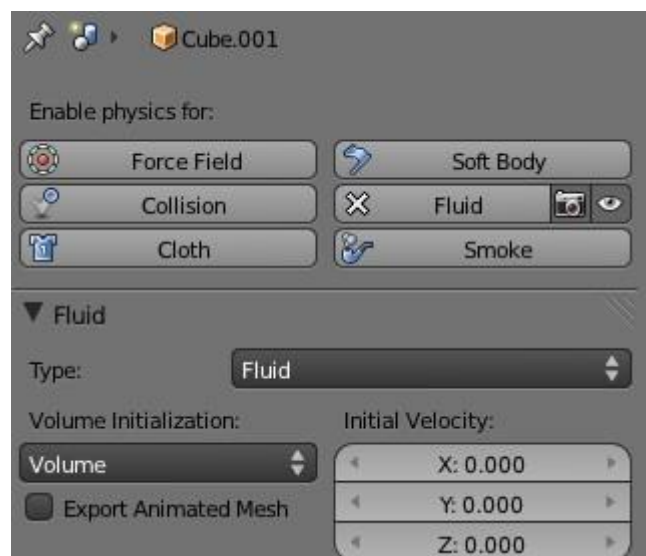 Cube.001
Enable physics for:
Force Field Soft Body
Collision Fluid
Cloth Smoke
Fluid
Type: Fluid
Volume Initialization: Initial Velocity:
Volume X: 0.000
Export Animated Mesh Y: 0.000
Z: 0.000